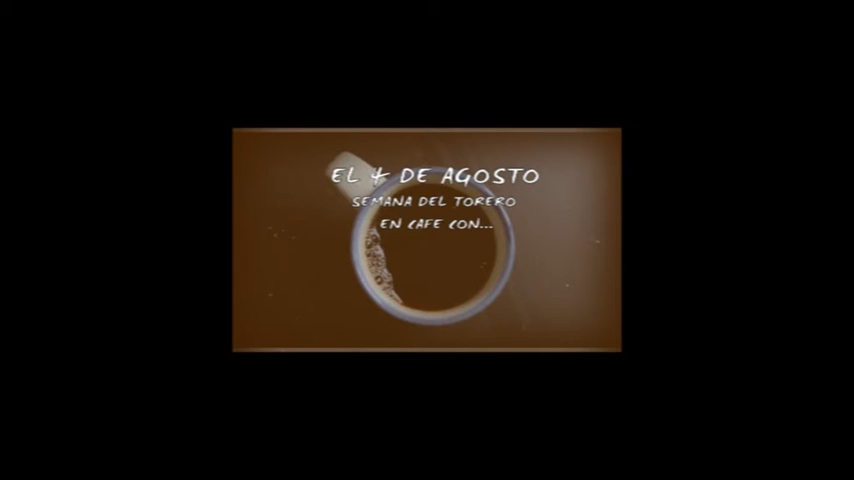 EL 4 DE AGOSTO
SEMANA DEL TORERO
EN CAFE CON...